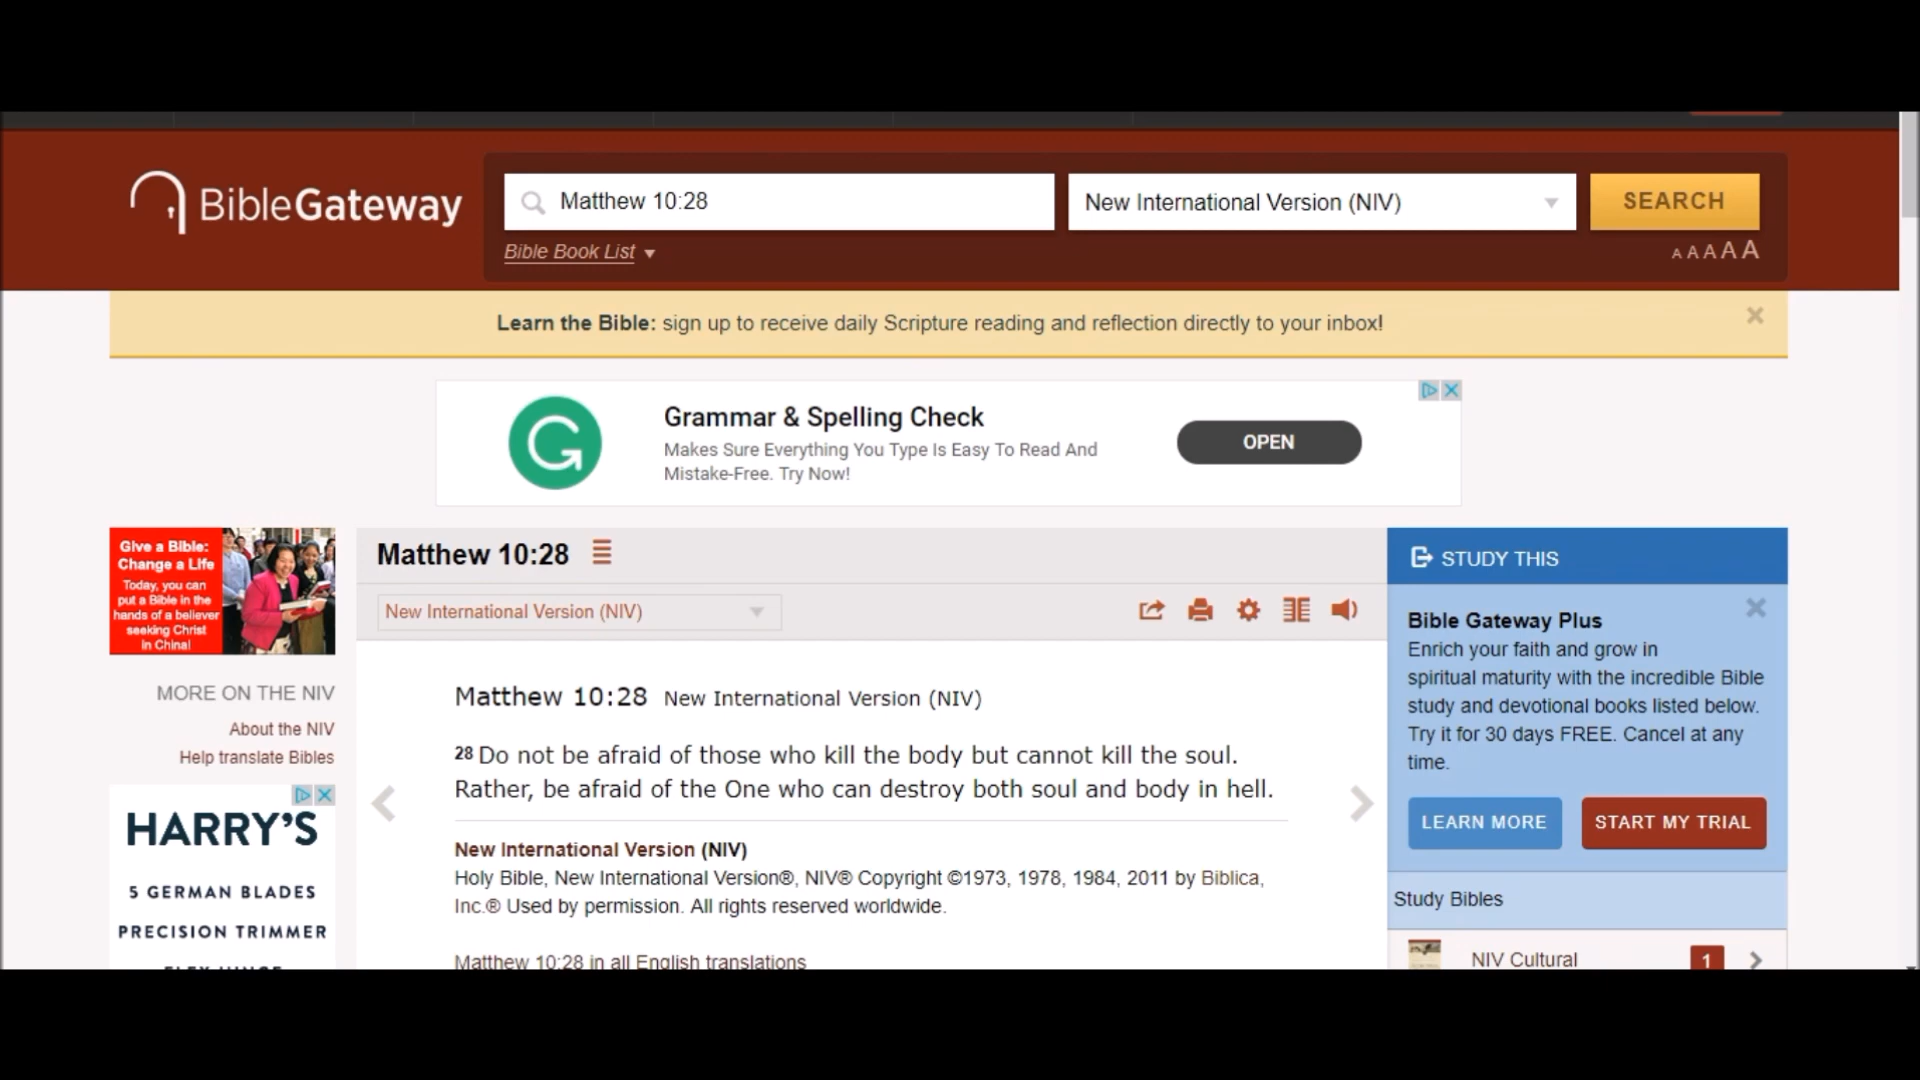 BibleGateway
Matthew 10:28
New International Version (NIV)
SEARCH
Bible Book List
A A A A A
Learn the Bible: sign up to receive daily Scripture reading and reflection directly to your inbox!
Grammar & Spelling Check
Makes Sure Everything You Type Is Easy To Read And
Mistake-Free. Try Now!
OPEN
Give a Bible:
Change a Life
Today, you can
put a Bible in the
hands of a believer
seeking Christ
in China!
MORE ON THE NIV
About the NIV
Help translate Bibles
HARRY'S
5 GERMAN BLADES
PRECISION TRIMMER
Matthew 10:28
New International Version (NIV)
Matthew 10:28 New International Version (NIV)
28 Do not be afraid of those who kill the body but cannot kill the soul.
Rather, be afraid of the One who can destroy both soul and body in hell.
New International Version (NIV)
Holy Bible, New International Version®, NIV® Copyright ©1973, 1978, 1984, 2011 by Biblica,
Inc.® Used by permission. All rights reserved worldwide.
Matthew 10:28 in all English translations
STUDY THIS
Bible Gateway Plus
Enrich your faith and grow in
spiritual maturity with the incredible Bible
study and devotional books listed below.
Try it for 30 days FREE. Cancel at any
time.
LEARN MORE
START MY TRIAL
Study Bibles
NIV Cultural
1